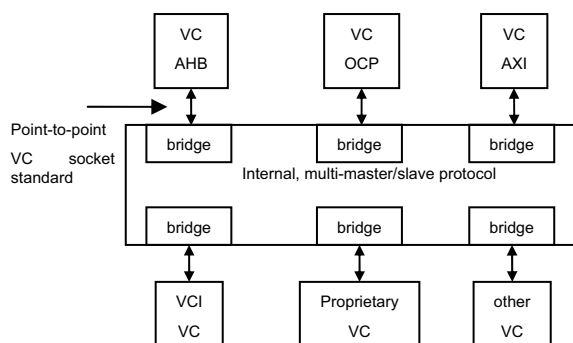 VC
AHB
VC
OCP
VC
AXI
Point-to-point
VC socket
standard
bridge
bridge
bridge
Internal, multi-master/slave protocol
bridge
bridge
bridge
VCI
VC
Proprietary
VC
other
VC